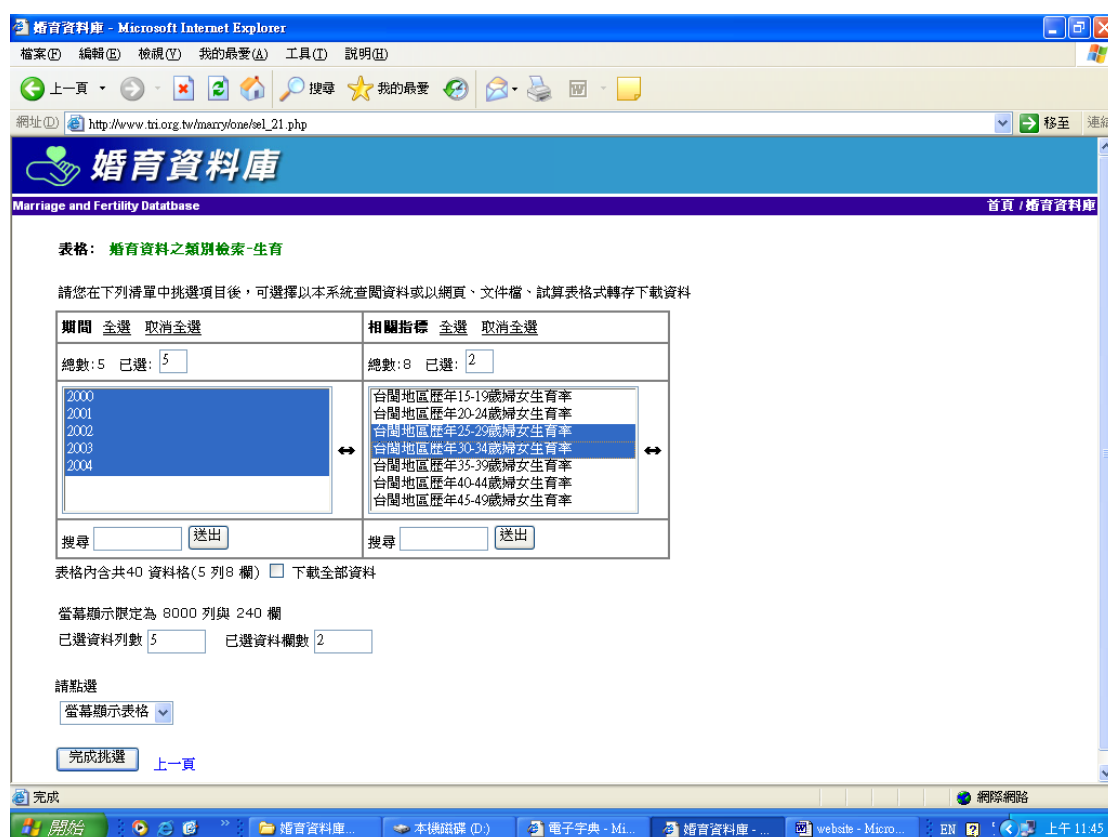 婚育資料庫 - Microsoft Internet Explorer
檔案(F) 編輯(E) 檢視(V) 我的最愛(A) 工具(T) 說明(H)
上一頁 搜尋 我的最愛
網址(D) http://www.tri.org.tw/marry/one/sel_21.php 移至 連結
婚育資料庫
Marriage and Fertility Datatbase 首頁 / 婚育資料庫
表格: 婚育資料之類別檢索-生育
請您在下列清單中挑選項目後，可選擇以本系統查閱資料或以網頁、文件檔、試算表格式轉存下載資料
期間 全選 取消全選 相關指標 全選 取消全選
總數:5 已選: 5 總數:8 已選: 2
2000 台閩地區歷年15-19歲婦女生育率
2001 台閩地區歷年20-24歲婦女生育率
2002 台閩地區歷年25-29歲婦女生育率
2003 台閩地區歷年30-34歲婦女生育率
2004 台閩地區歷年35-39歲婦女生育率
台閩地區歷年40-44歲婦女生育率
台閩地區歷年45-49歲婦女生育率
搜尋 送出 搜尋 送出
表格內含共40 資料格(5 列8 欄) 下載全部資料
螢幕顯示限定為 8000 列與 240 欄
已選資料列數 5 已選資料欄數 2
請點選
螢幕顯示表格
完成挑選 上一頁
完成 網際網路
開始 婚育資料庫... 本機磁碟 (D:) 電子字典 - Mi... 婚育資料庫 - ... website - Micro... EN 上午 11:45